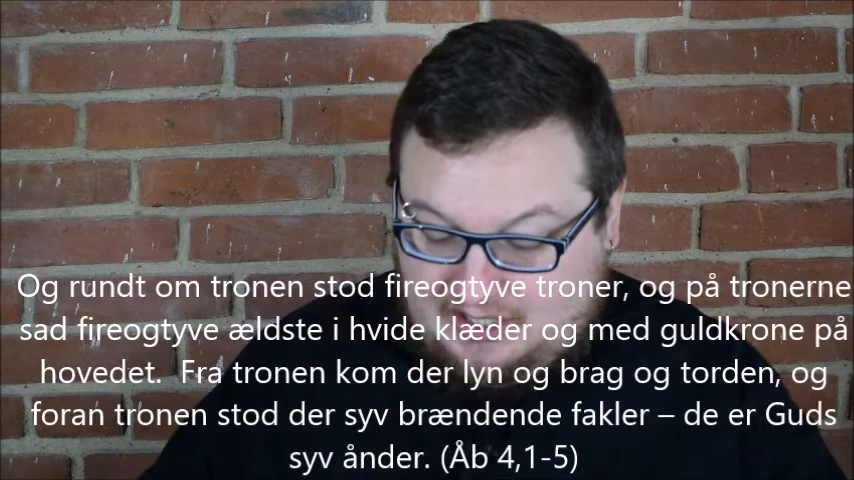 Og rundt om tronen stod fireogtyve troner, og på tronerne
sad fireogtyve ældste i hvide klæder og med guldkrone på
hovedet.  Fra tronen kom der lyn og brag og torden, og
foran tronen stod der syv brændende fakler – de er Guds
syv ånder. (Åb 4,1-5)